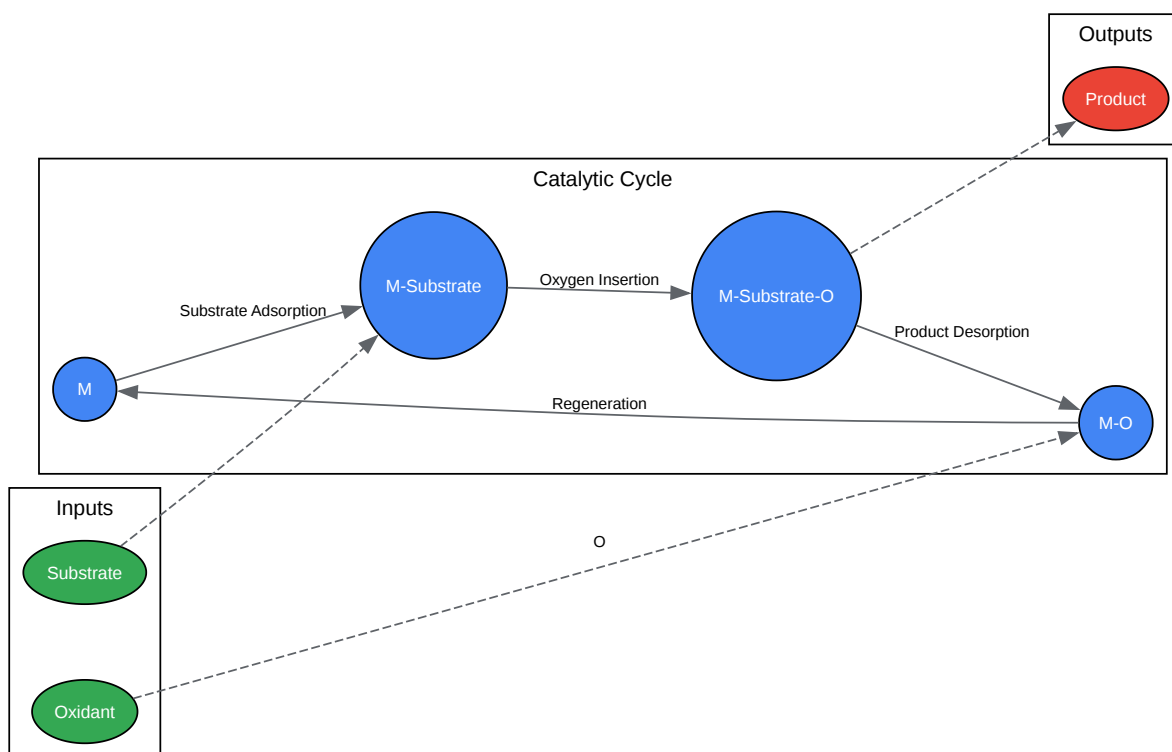 Outputs
Product
Catalytic Cycle
M-Substrate
Oxygen Insertion
M-Substrate-O
Substrate Adsorption
Product Desorption
M
Regeneration
M-O
Inputs
O
Substrate
Oxidant